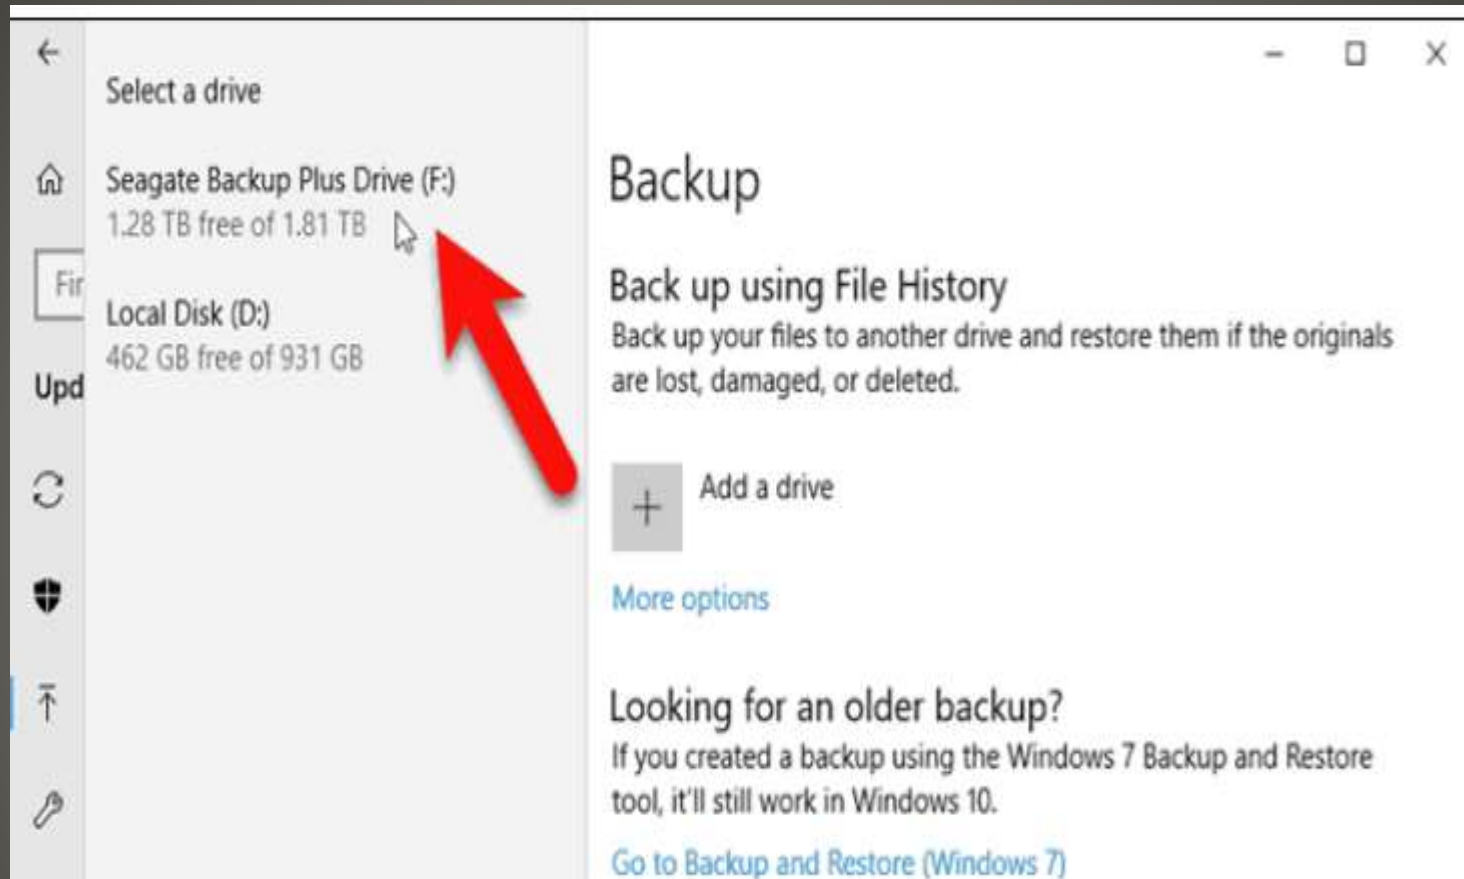 Select a drive
Seagate Backup Plus Drive (F:)
1.28 TB free of 1.81 TB
Fir
Local Disk (D:)
462 GB free of 931 GB
Upd
Backup
Back up using File History
Back up your files to another drive and restore them if the originals
are lost, damaged, or deleted.
+ Add a drive
More options
Looking for an older backup?
If you created a backup using the Windows 7 Backup and Restore
tool, it'll still work in Windows 10.
Go to Backup and Restore (Windows 7)